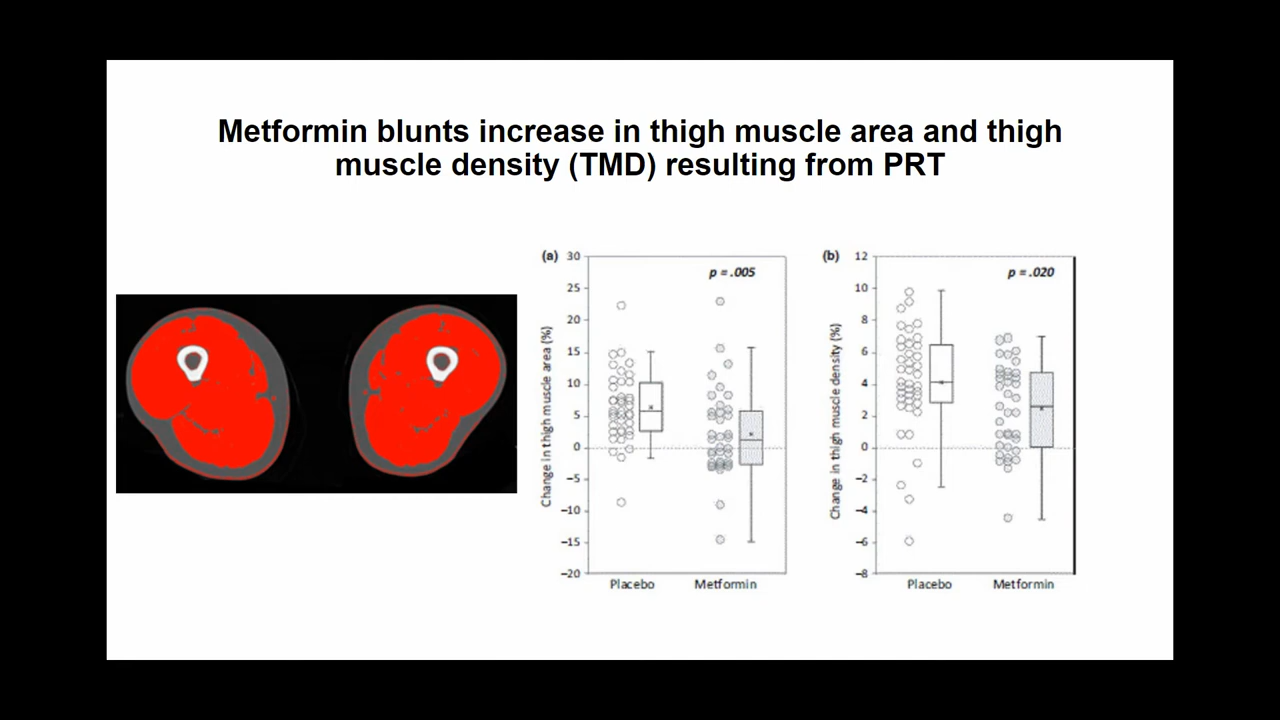 Metformin blunts increase in thigh muscle area and thigh
muscle density (TMD) resulting from PRT
(a)
30
25
20
15
10
5
0
−5
−10
−15
−20
Change in thigh muscle area (%)
p = .005
Placebo
Metformin
(b)
12
10
8
6
4
2
0
−2
−4
−6
−8
Change in thigh muscle density (%)
p = .020
Placebo
Metformin